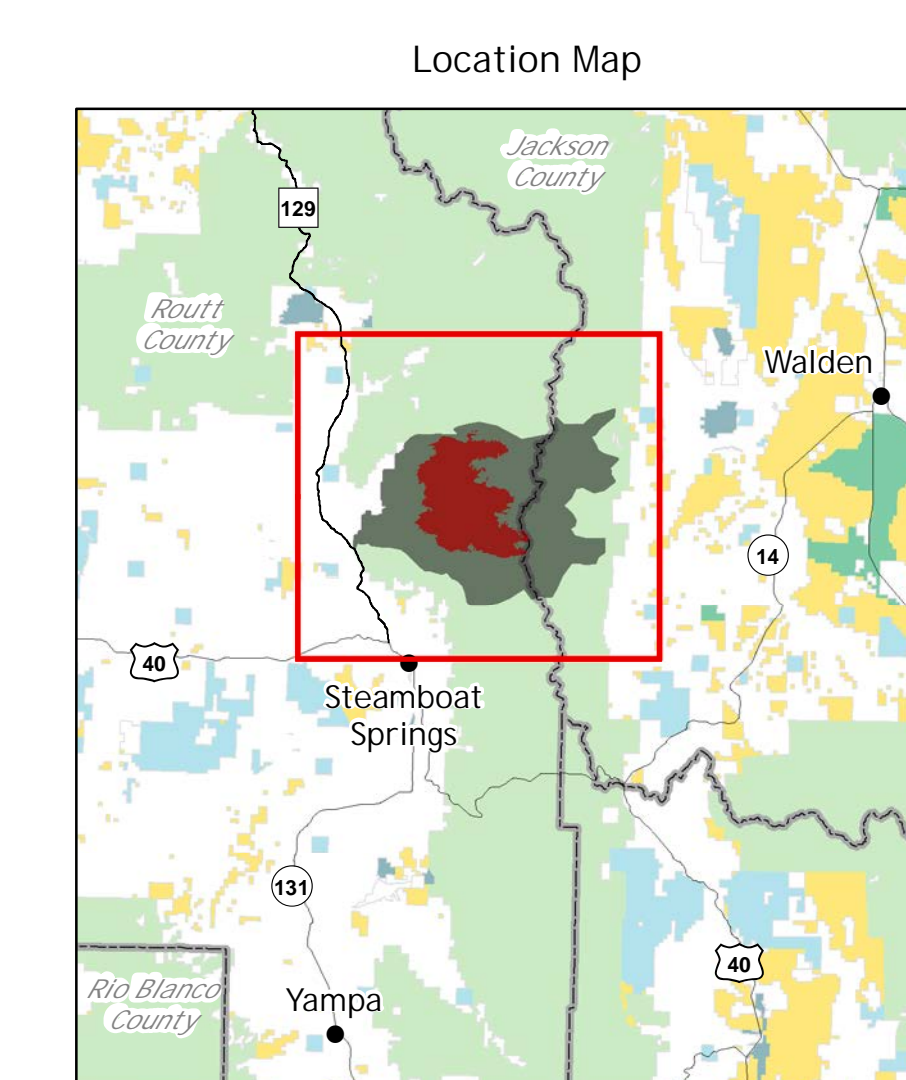 Location Map
Jackson
County
129
Routt
County
Walden
14
40
Steamboat
Springs
131
40
Rio Blanco
County
Yampa